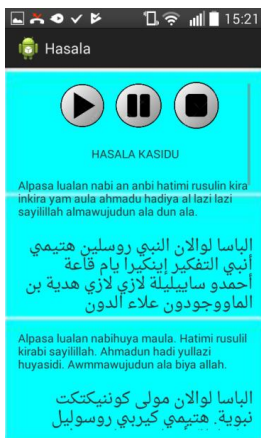 15:21
Hasala
HASALA KASIDU
Alpasa lualan nabi an anbi hatimi rusulin kira
inkira yam aula ahmadu hadiya al lazi lazi
sayilillah almawujudun ala dun ala.
الباسا لوالان النبي روسلين هتيمي
أنبي التفكير إينكيرا يام قاعة
أحمدو ساييليلة لازي لازي هدية بن
الماووجودون علاء الدون
Alpasa lualan nabihuya maula. Hatimi rusulil
kirabi sayilillah. Ahmadun hadi yullazi
huyasidi. Awmmawujudun ala biya allah.
الباسا لوالان مولى كوننيكتكت
نبوية. هتيمي كيربي روسوليل